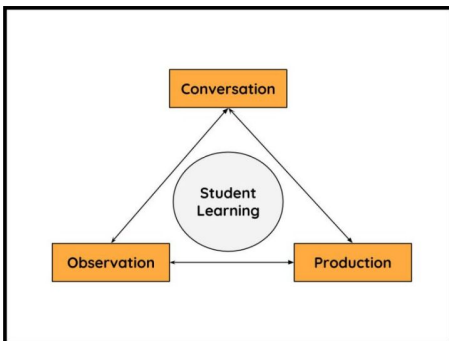 Conversation
Student
Learning
Observation
Production